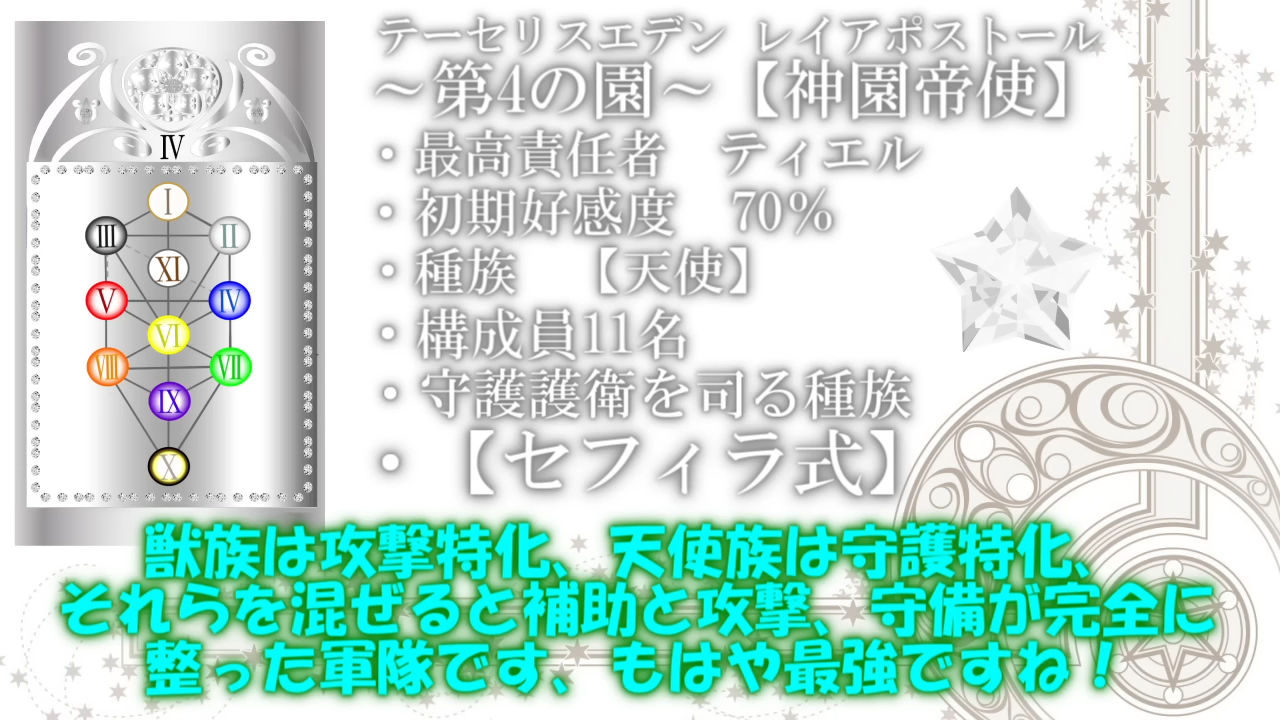 テーセリスエデン レイアポストール
～第4の園～【神園帝使】
・最高責任者 ティエル
・初期好感度 70%
・種族 【天使】
・構成員11名
・守護護衛を司る種族
・【セフィラ式】
IV
I
III II
XI
V IV
VI
VIII VII
IX
X
獣族は攻撃特化、天使族は守護特化、
それらを混ぜると補助と攻撃、守備が完全に
整った軍隊です、もはや最強ですね！